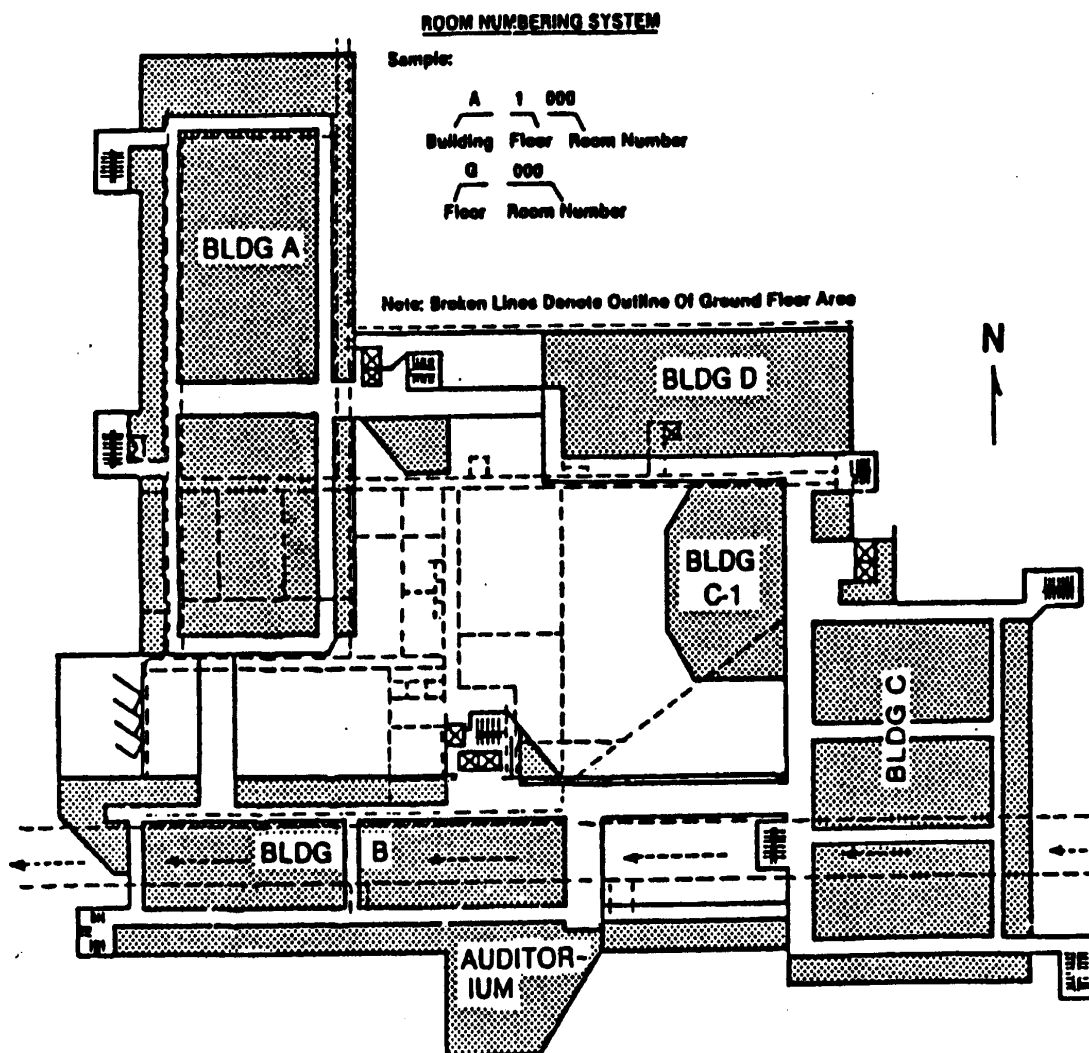 ROOM NUMBERING SYSTEM
Sample:
A 1 000
Building Floor Room Number
G 000
Floor Room Number
BLDG A
Note: Broken Lines Denote Outline Of Ground Floor Area
N
BLDG D
BLDG
C-1
BLDG C
BLDG B
AUDITOR-
IUM